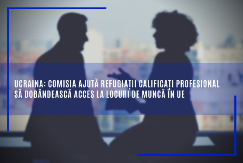 UCRAINA: COMISIA AJUTĂ REFUGIAȚII CALIFICAȚI PROFESIONAL
SĂ DOBÂNDEASCĂ ACCES LA LOCURI DE MUNCĂ ÎN UE